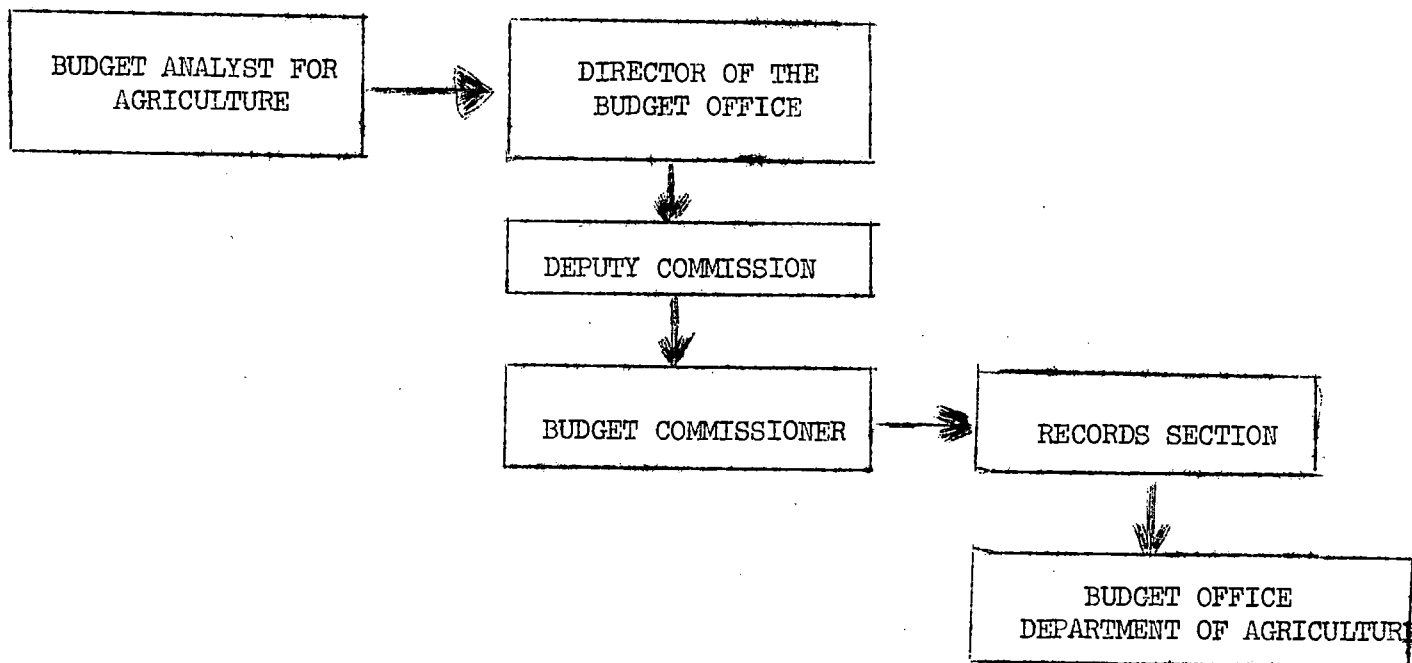 BUDGET ANALYST FOR
AGRICULTURE
DIRECTOR OF THE
BUDGET OFFICE
DEPUTY COMMISSION
BUDGET COMMISSIONER
RECORDS SECTION
BUDGET OFFICE
DEPARTMENT OF AGRICULTURE